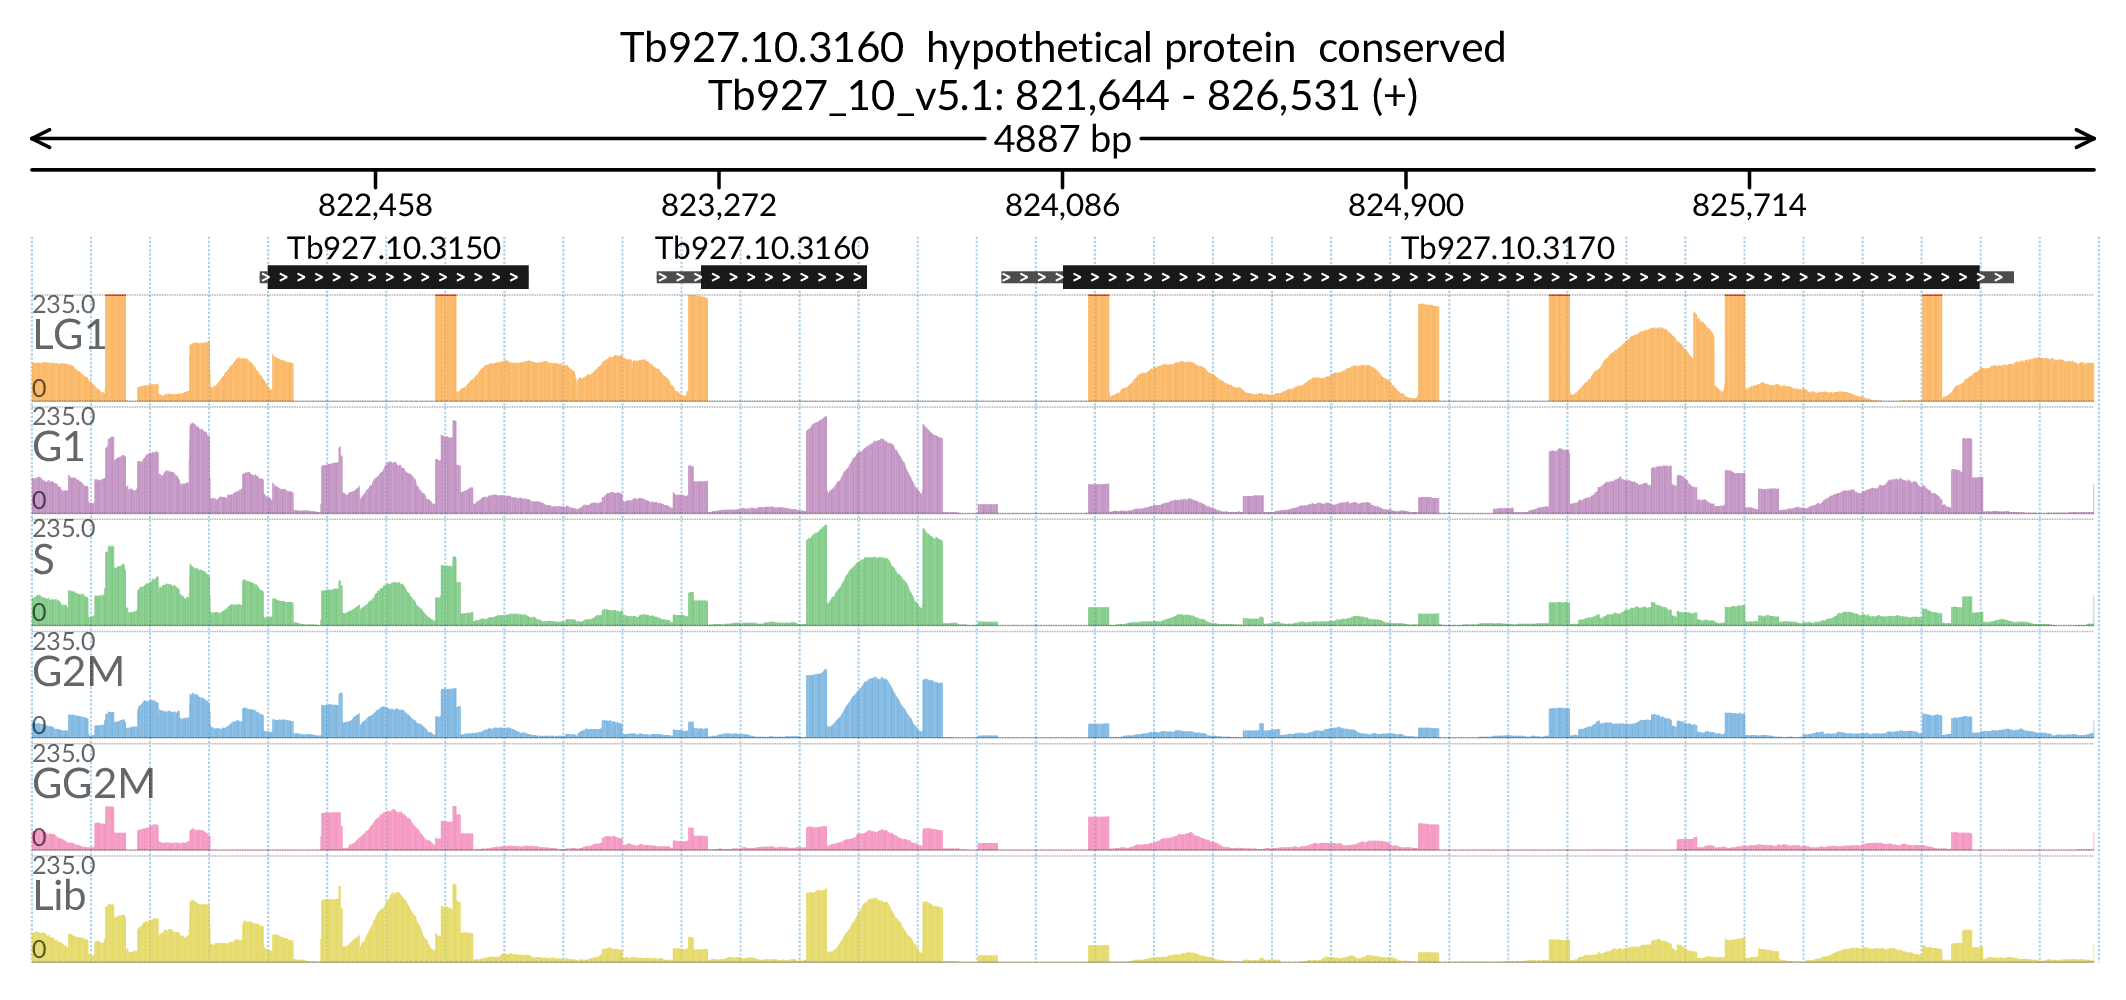 Tb927.10.3160  hypothetical protein  conserved
Tb927_10_v5.1: 821,644 - 826,531 (+)
4887 bp
822,458 823,272 824,086 824,900 825,714
Tb927.10.3150 Tb927.10.3160 Tb927.10.3170
235.0
LG1
0
235.0
G1
0
235.0
S
0
235.0
G2M
0
235.0
GG2M
0
235.0
Lib
0